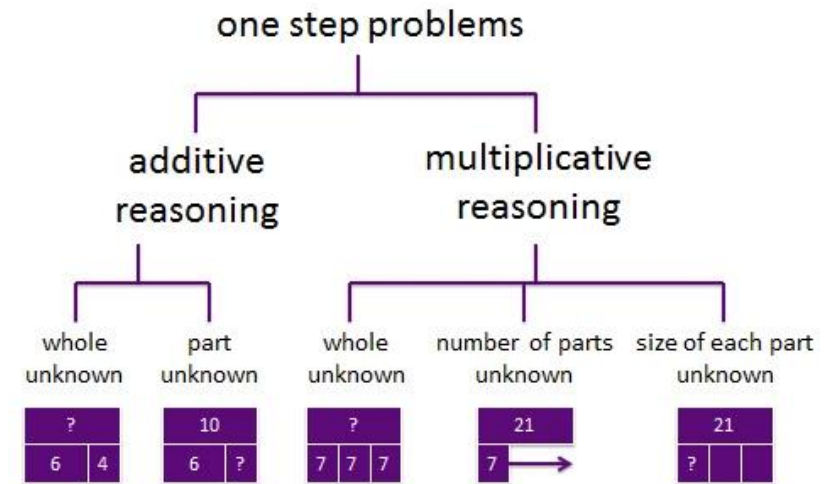 one step problems
additive
reasoning
multiplicative
reasoning
whole
unknown
part
unknown
whole
unknown
number of parts
unknown
size of each part
unknown
?
6 4
10
6 ?
?
7 7 7
21
7
21
?